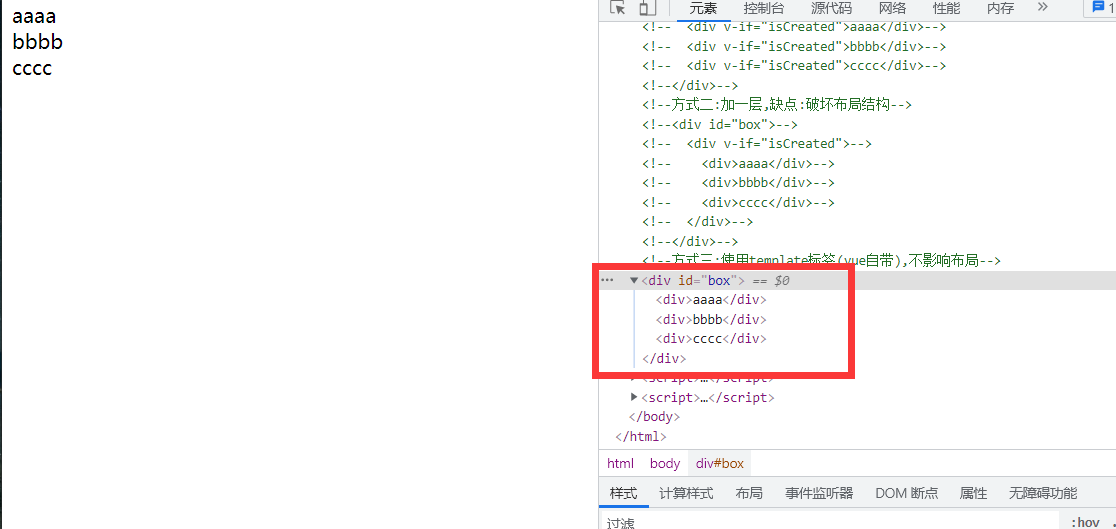 aaaa
bbbb
cccc
元素 控制台 源代码 网络 性能 内存 » 1
<!--  <div v-if="isCreated">aaaa</div>-->
<!--  <div v-if="isCreated">bbbb</div>-->
<!--  <div v-if="isCreated">cccc</div>-->
<!--</div>-->
<!--方式二:加一层,缺点:破坏布局结构-->
<!--<div id="box">-->
<!--  <div v-if="isCreated">-->
<!--    <div>aaaa</div>-->
<!--    <div>bbbb</div>-->
<!--    <div>cccc</div>-->
<!--  </div>-->
<!--</div>-->
<!--方式三:使用template标签(vue自带),不影响布局-->
··· ▼<div id="box"> == $0
<div>aaaa</div>
<div>bbbb</div>
<div>cccc</div>
</div>
▶<script>…</script>
▶<script>…</script>
</body>
</html>
html body div#box
样式 计算样式 布局 事件监听器 DOM 断点 属性 无障碍功能
过滤 :hov